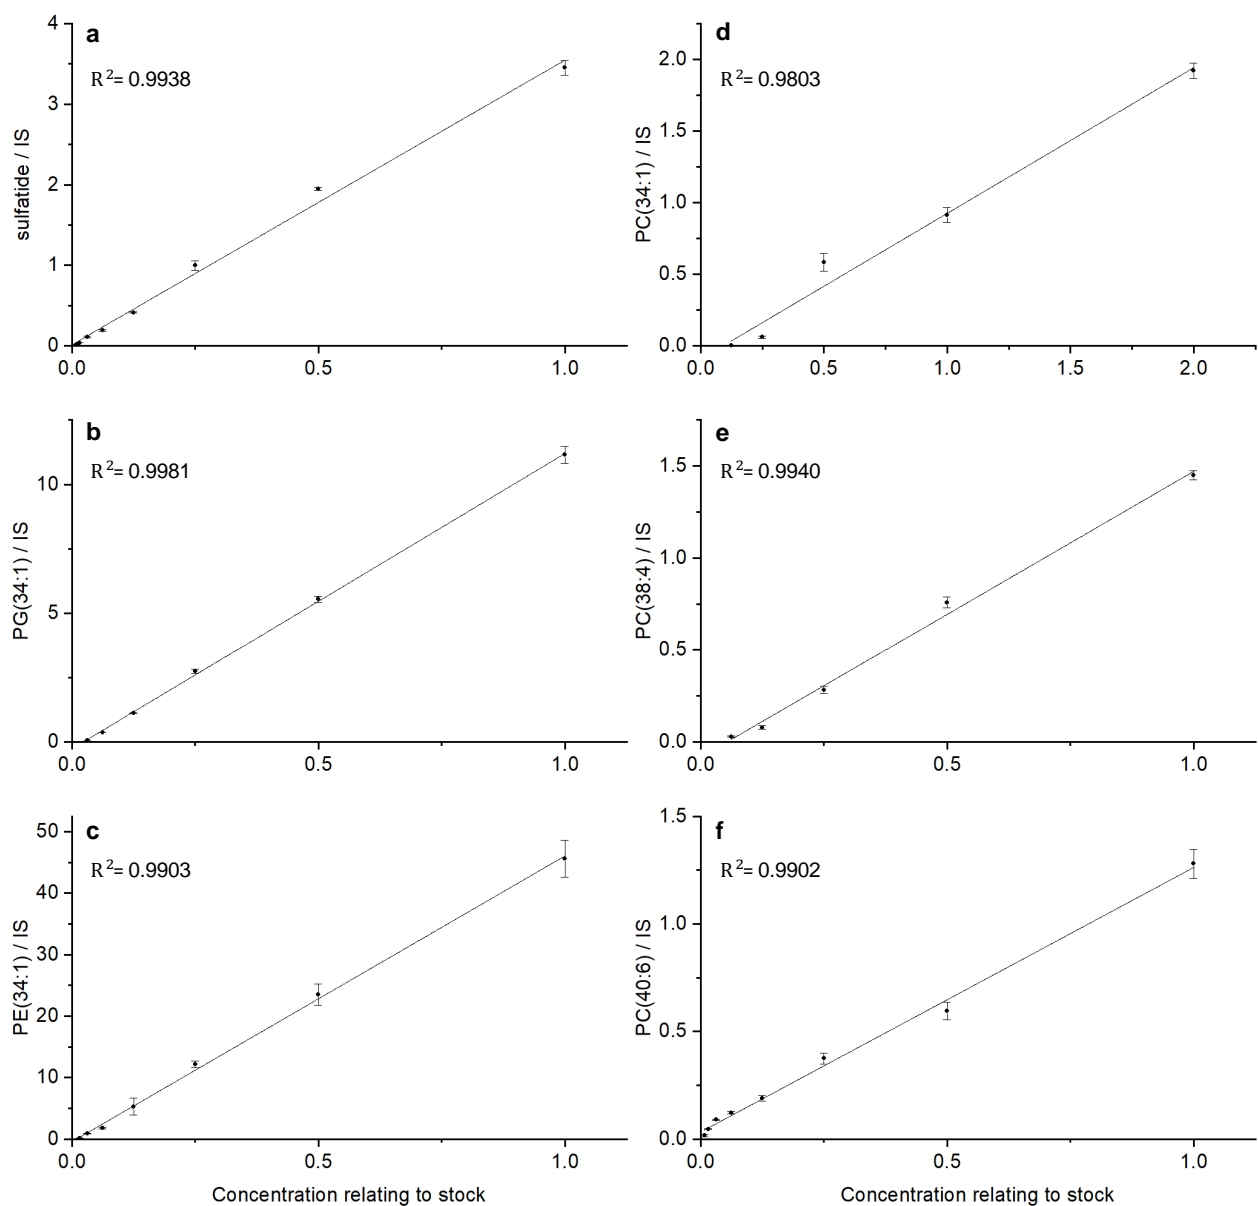 a
R²= 0.9938
sulfatide / IS
4
3
2
1
0
0.0 0.5 1.0
d
R²= 0.9803
PC(34:1) / IS
2.0
1.5
1.0
0.5
0.0
0.0 0.5 1.0 1.5 2.0
b
R²= 0.9981
PG(34:1) / IS
10
5
0
0.0 0.5 1.0
e
R²= 0.9940
PC(38:4) / IS
1.5
1.0
0.5
0.0
0.0 0.5 1.0
c
R²= 0.9903
PE(34:1) / IS
50
40
30
20
10
0
0.0 0.5 1.0
Concentration relating to stock
f
R²= 0.9902
PC(40:6) / IS
1.5
1.0
0.5
0.0
0.0 0.5 1.0
Concentration relating to stock